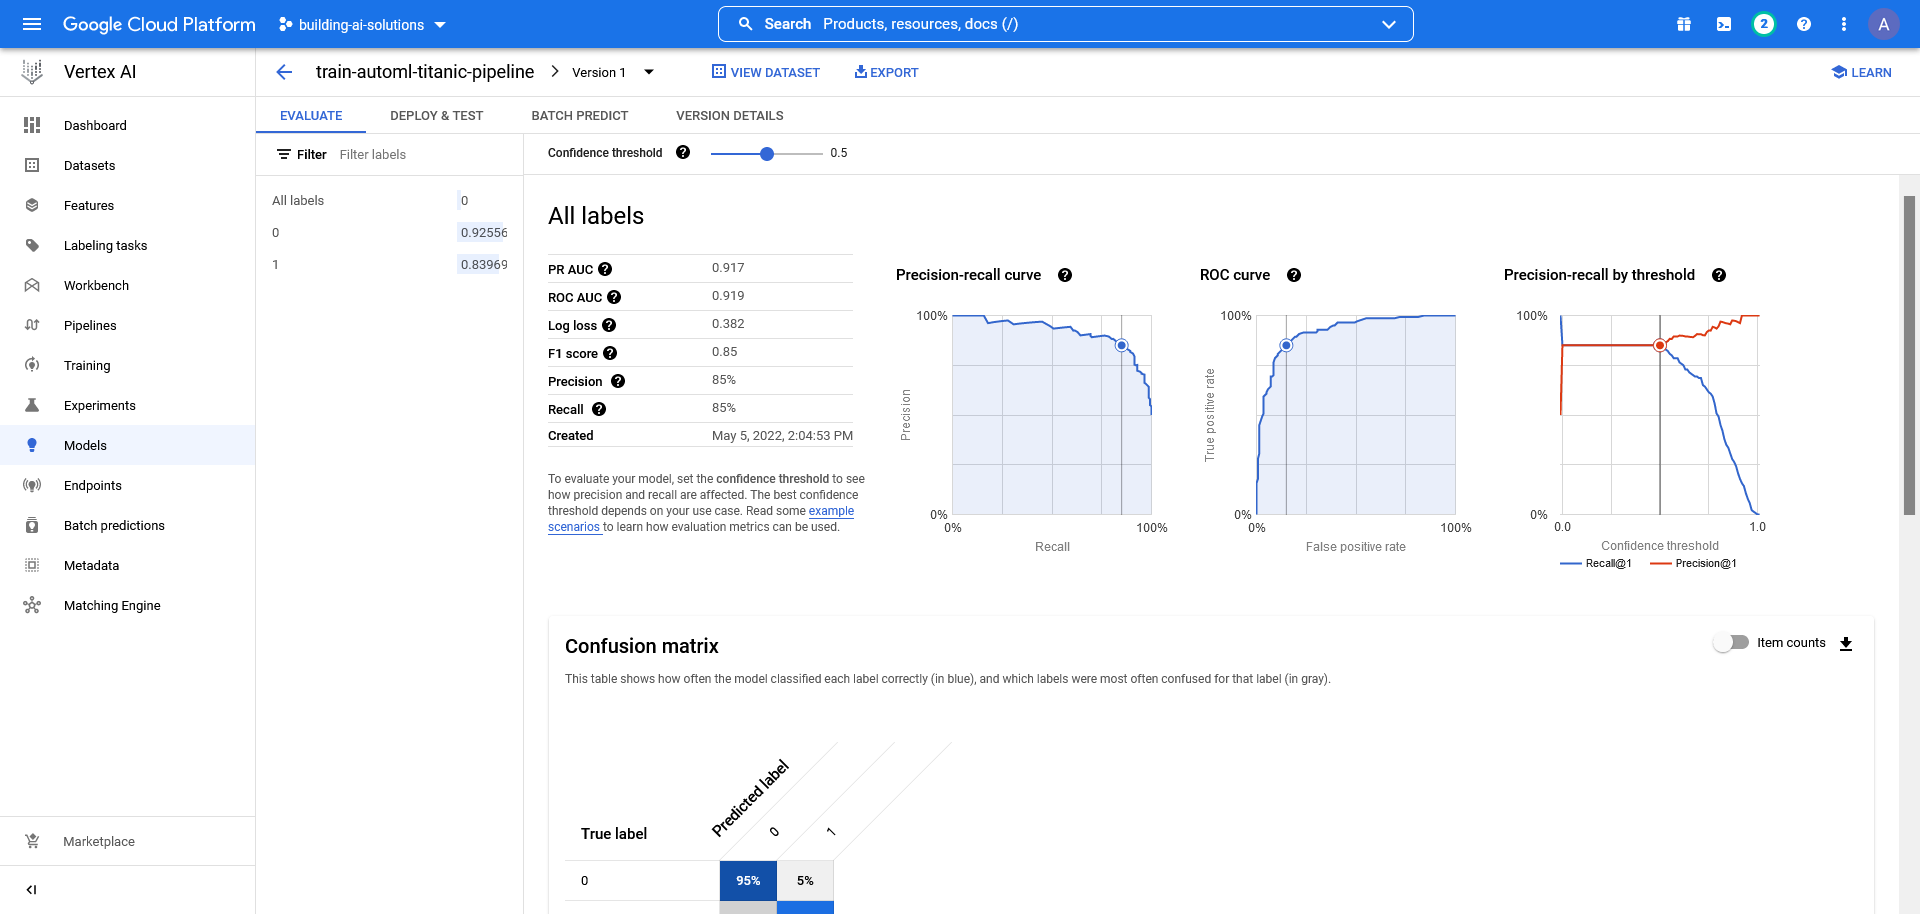 Google Cloud Platform
building-ai-solutions
Search Products, resources, docs (/)
2
A
Vertex AI
train-automl-titanic-pipeline
Version 1
VIEW DATASET
EXPORT
LEARN
Dashboard
Datasets
Features
Labeling tasks
Workbench
Pipelines
Training
Experiments
Models
Endpoints
Batch predictions
Metadata
Matching Engine
Marketplace
EVALUATE
DEPLOY & TEST
BATCH PREDICT
VERSION DETAILS
Filter Filter labels
All labels 0
0 0.92556
1 0.83969
Confidence threshold 0.5
All labels
PR AUC 0.917
ROC AUC 0.919
Log loss 0.382
F1 score 0.85
Precision 85%
Recall 85%
Created May 5, 2022, 2:04:53 PM
To evaluate your model, set the confidence threshold to see
how precision and recall are affected. The best confidence
threshold depends on your use case. Read some example
scenarios to learn how evaluation metrics can be used.
Precision-recall curve
100%
Precision
0%
0% 100%
Recall
ROC curve
100%
True positive rate
0%
0% 100%
False positive rate
Precision-recall by threshold
100%
0%
0.0 1.0
Confidence threshold
Recall@1 Precision@1
Confusion matrix
Item counts
This table shows how often the model classified each label correctly (in blue), and which labels were most often confused for that label (in gray).
Predicted label
True label 0 1
0 95% 5%